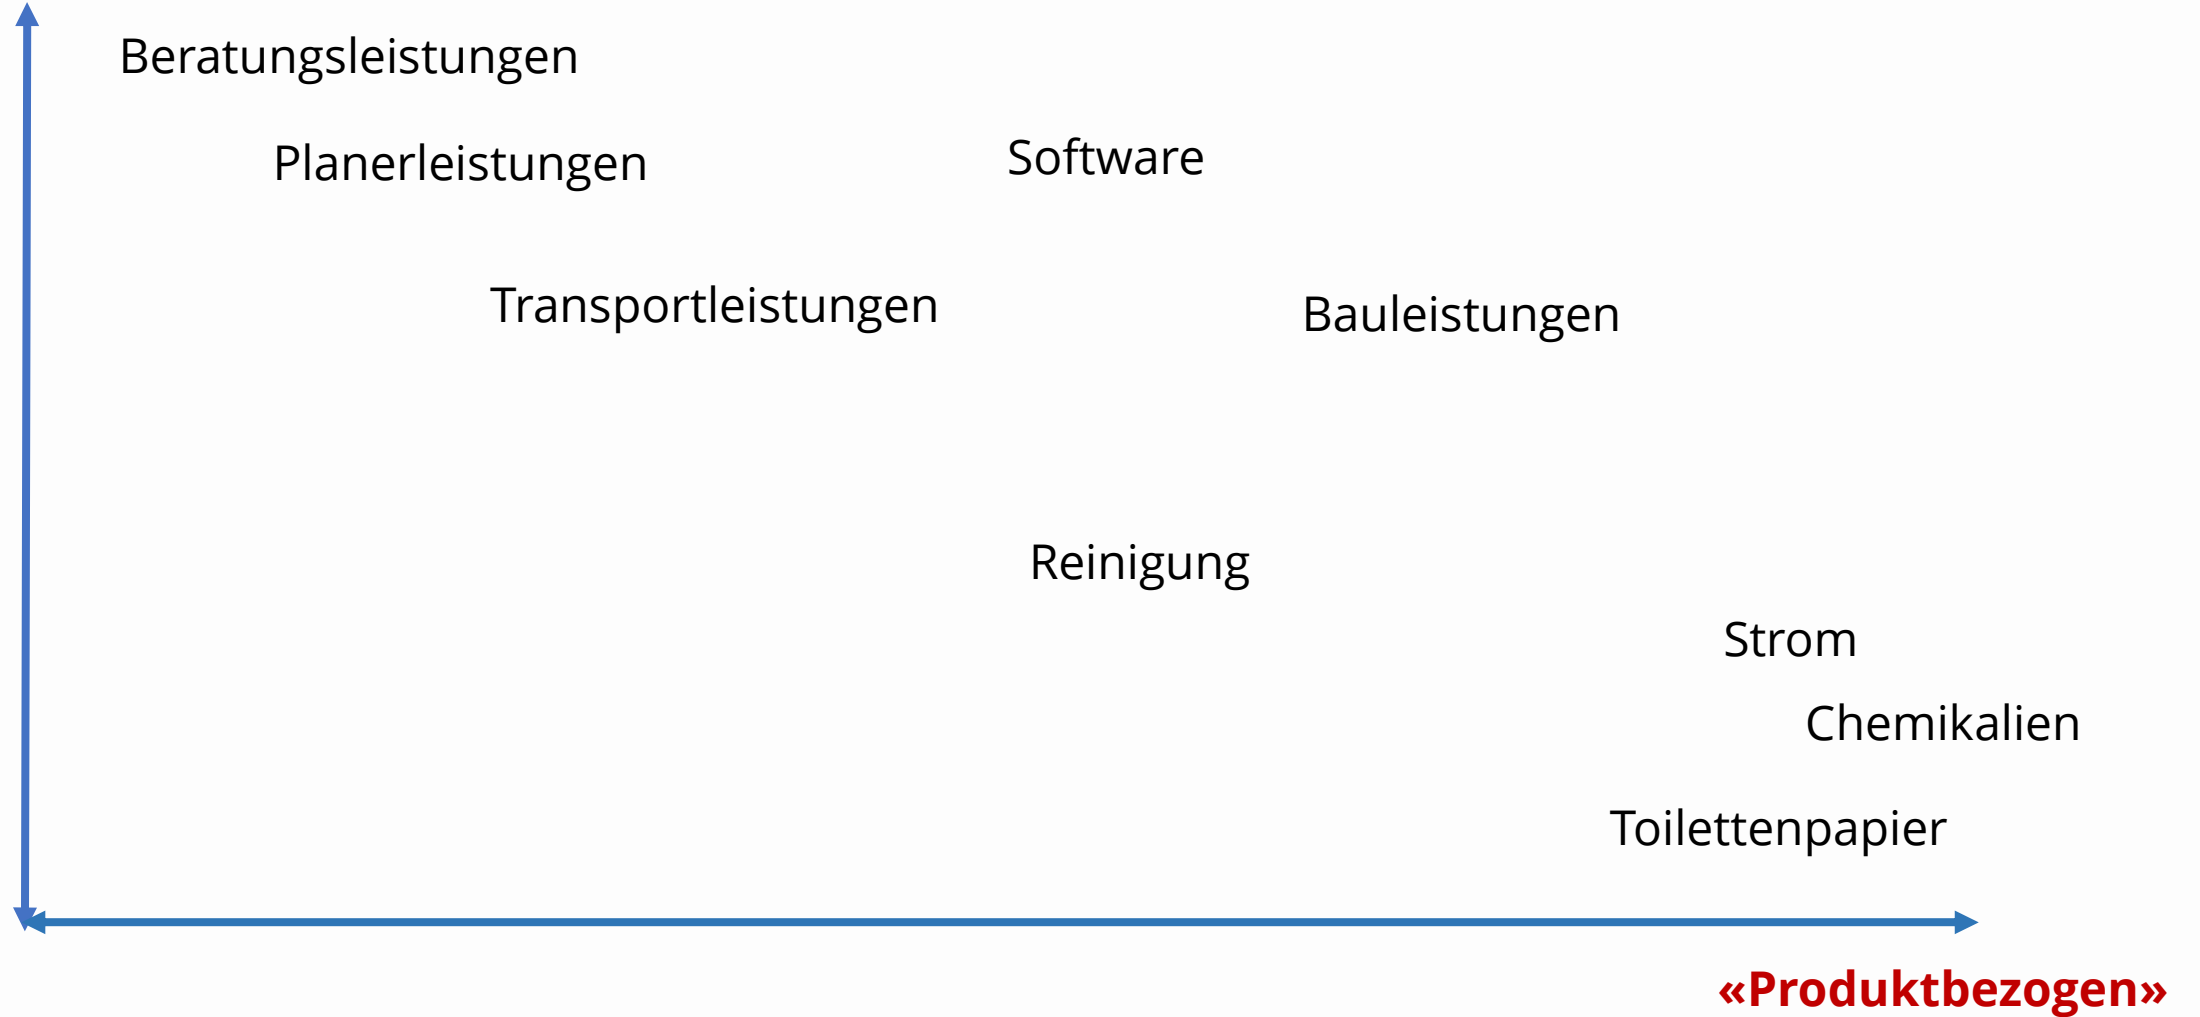 Beratungsleistungen
Planerleistungen
Software
Transportleistungen
Bauleistungen
Reinigung
Strom
Chemikalien
Toilettenpapier
«Produktbezogen»